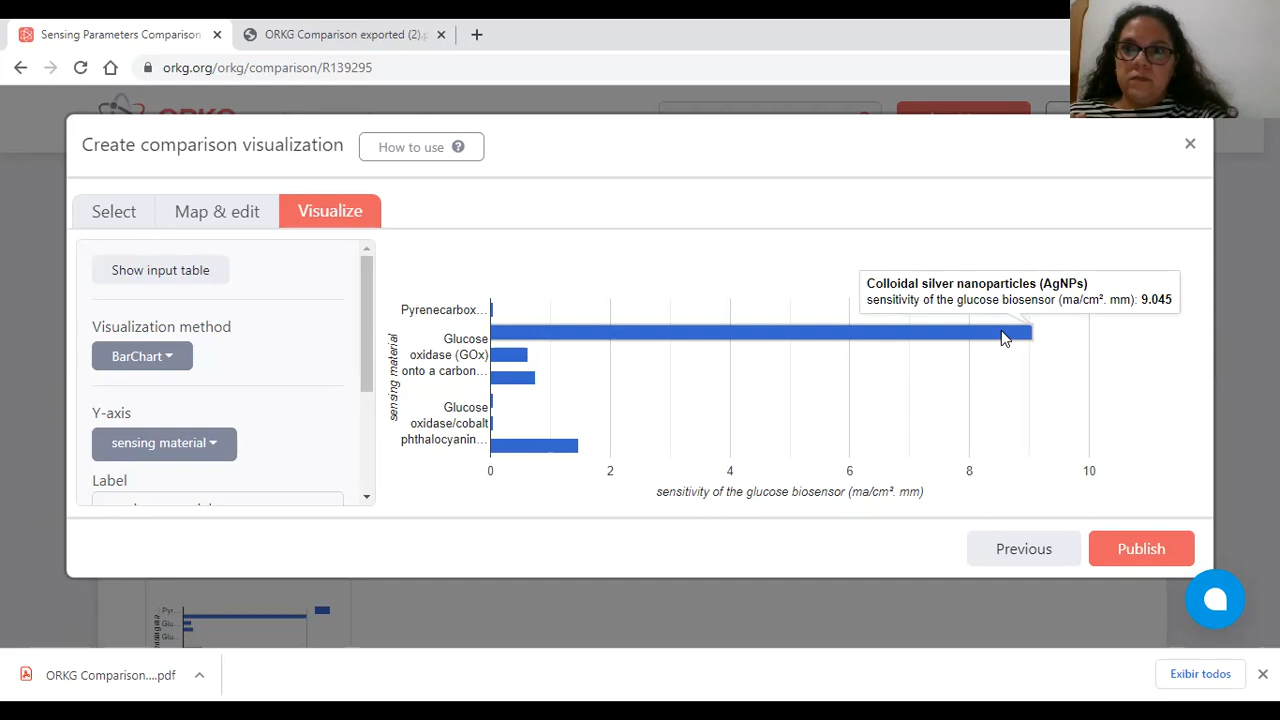 Sensing Parameters Comparison
ORKG Comparison exported (2).p
orkg.org/orkg/comparison/R139295
ORKG
Create comparison visualization
How to use
Select
Map & edit
Visualize
Show input table
Visualization method
BarChart
Y-axis
sensing material
Label
Colloidal silver nanoparticles (AgNPs)
sensitivity of the glucose biosensor (ma/cm². mm): 9.045
sensing material
Pyrenecarbox...
Glucose
oxidase (GOx)
onto a carbon...
Glucose
oxidase/cobalt
phthalocyanin...
0 2 4 6 8 10
sensitivity of the glucose biosensor (ma/cm². mm)
Previous
Publish
Pyr...
Glu...
Glu...
ORKG Comparison....pdf
Exibir todos